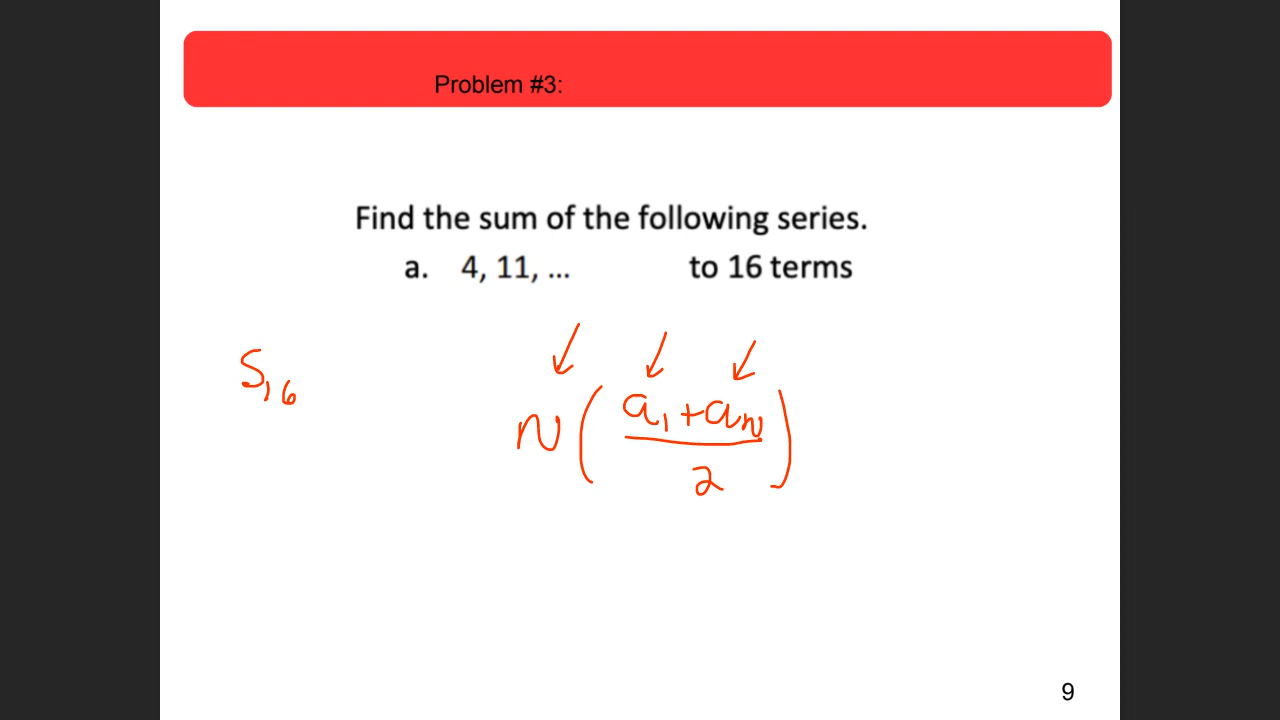 Problem #3:
Find the sum of the following series.
a. 4, 11, ... to 16 terms
S₁₆
n( (a₁+aₙ)/2 )
9